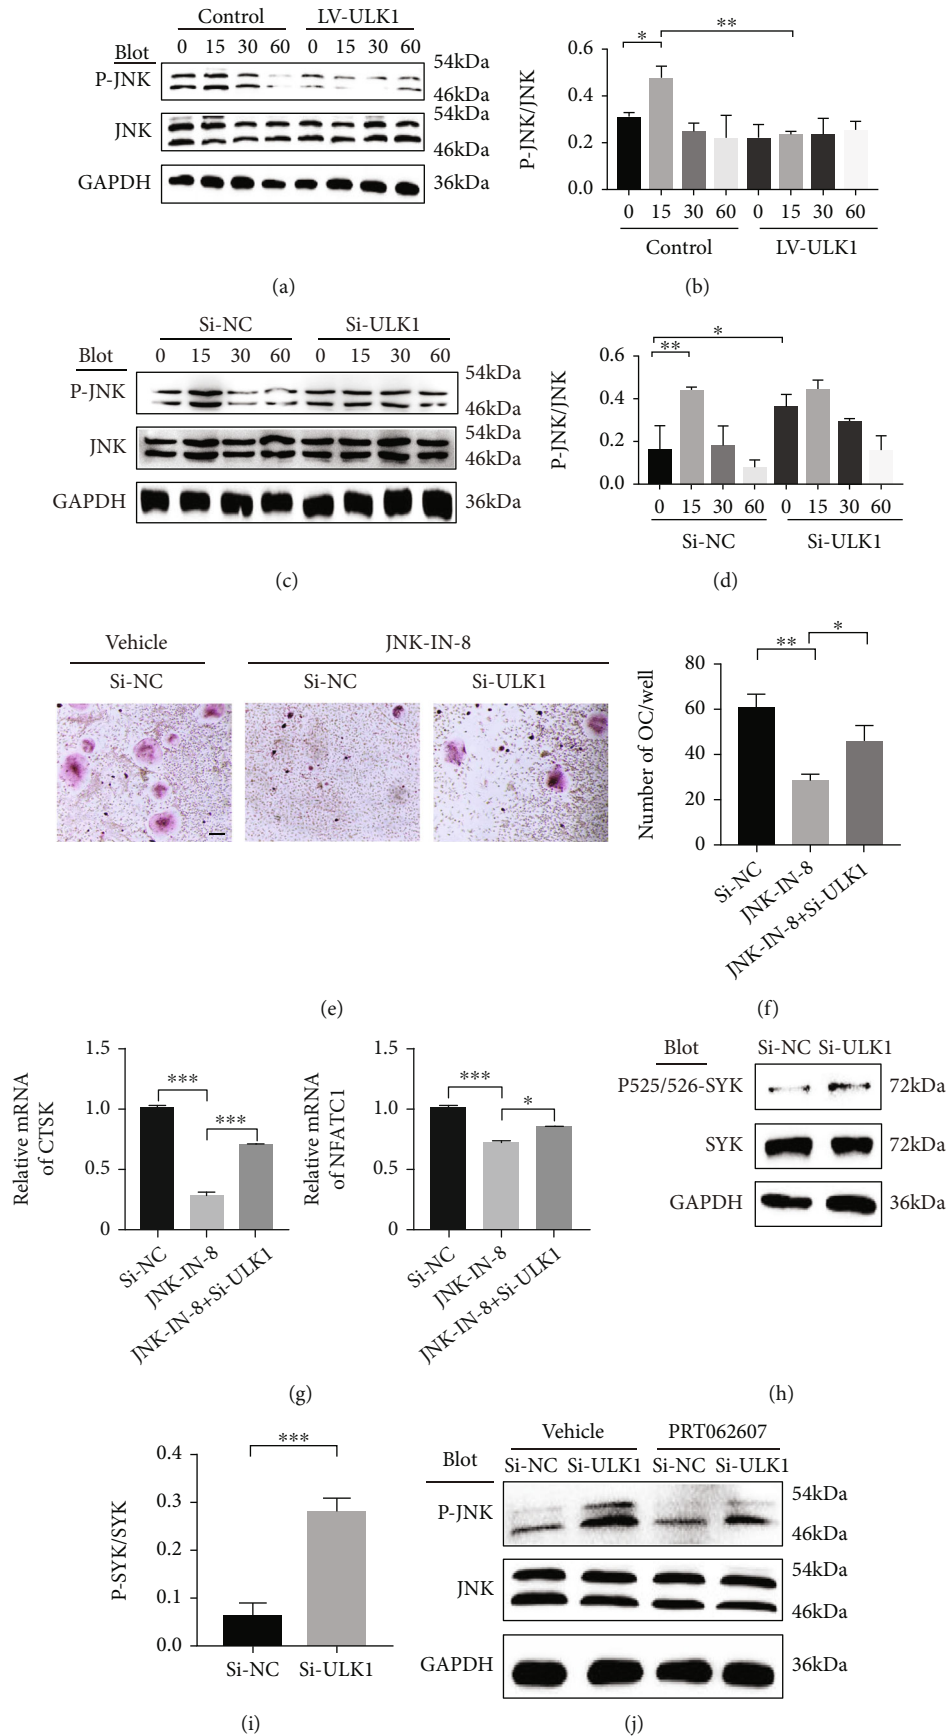 Control LV-ULK1
Blot 0 15 30 60 0 15 30 60
54kDa
P-JNK
46kDa
54kDa
JNK
46kDa
GAPDH 36kDa
(a)
* **
P-JNK/JNK
0.6
0.4
0.2
0.0
0 15 30 60 0 15 30 60
Control LV-ULK1
(b)
Si-NC Si-ULK1
Blot 0 15 30 60 0 15 30 60
54kDa
P-JNK
46kDa
54kDa
JNK
46kDa
GAPDH 36kDa
(c)
*
**
P-JNK/JNK
0.6
0.4
0.2
0.0
0 15 30 60 0 15 30 60
Si-NC Si-ULK1
(d)
Vehicle JNK-IN-8
Si-NC Si-NC Si-ULK1
(e)
** *
Number of OC/well
80
60
40
20
0
Si-NC
JNK-IN-8
JNK-IN-8+Si-ULK1
(f)
Relative mRNA
of CTSK
1.5
1.0
0.5
0
***
***
Si-NC
JNK-IN-8
JNK-IN-8+Si-ULK1
Relative mRNA
of NFATC1
1.5
1.0
0.5
0
***
*
Si-NC
JNK-IN-8
JNK-IN-8+Si-ULK1
(g)
Blot Si-NC Si-ULK1
P525/526-SYK 72kDa
SYK 72kDa
GAPDH 36kDa
(h)
***
P-SYK/SYK
0.4
0.3
0.2
0.1
0.0
Si-NC Si-ULK1
(i)
Vehicle PRT062607
Blot Si-NC Si-ULK1 Si-NC Si-ULK1
54kDa
P-JNK
46kDa
54kDa
JNK
46kDa
GAPDH 36kDa
(j)